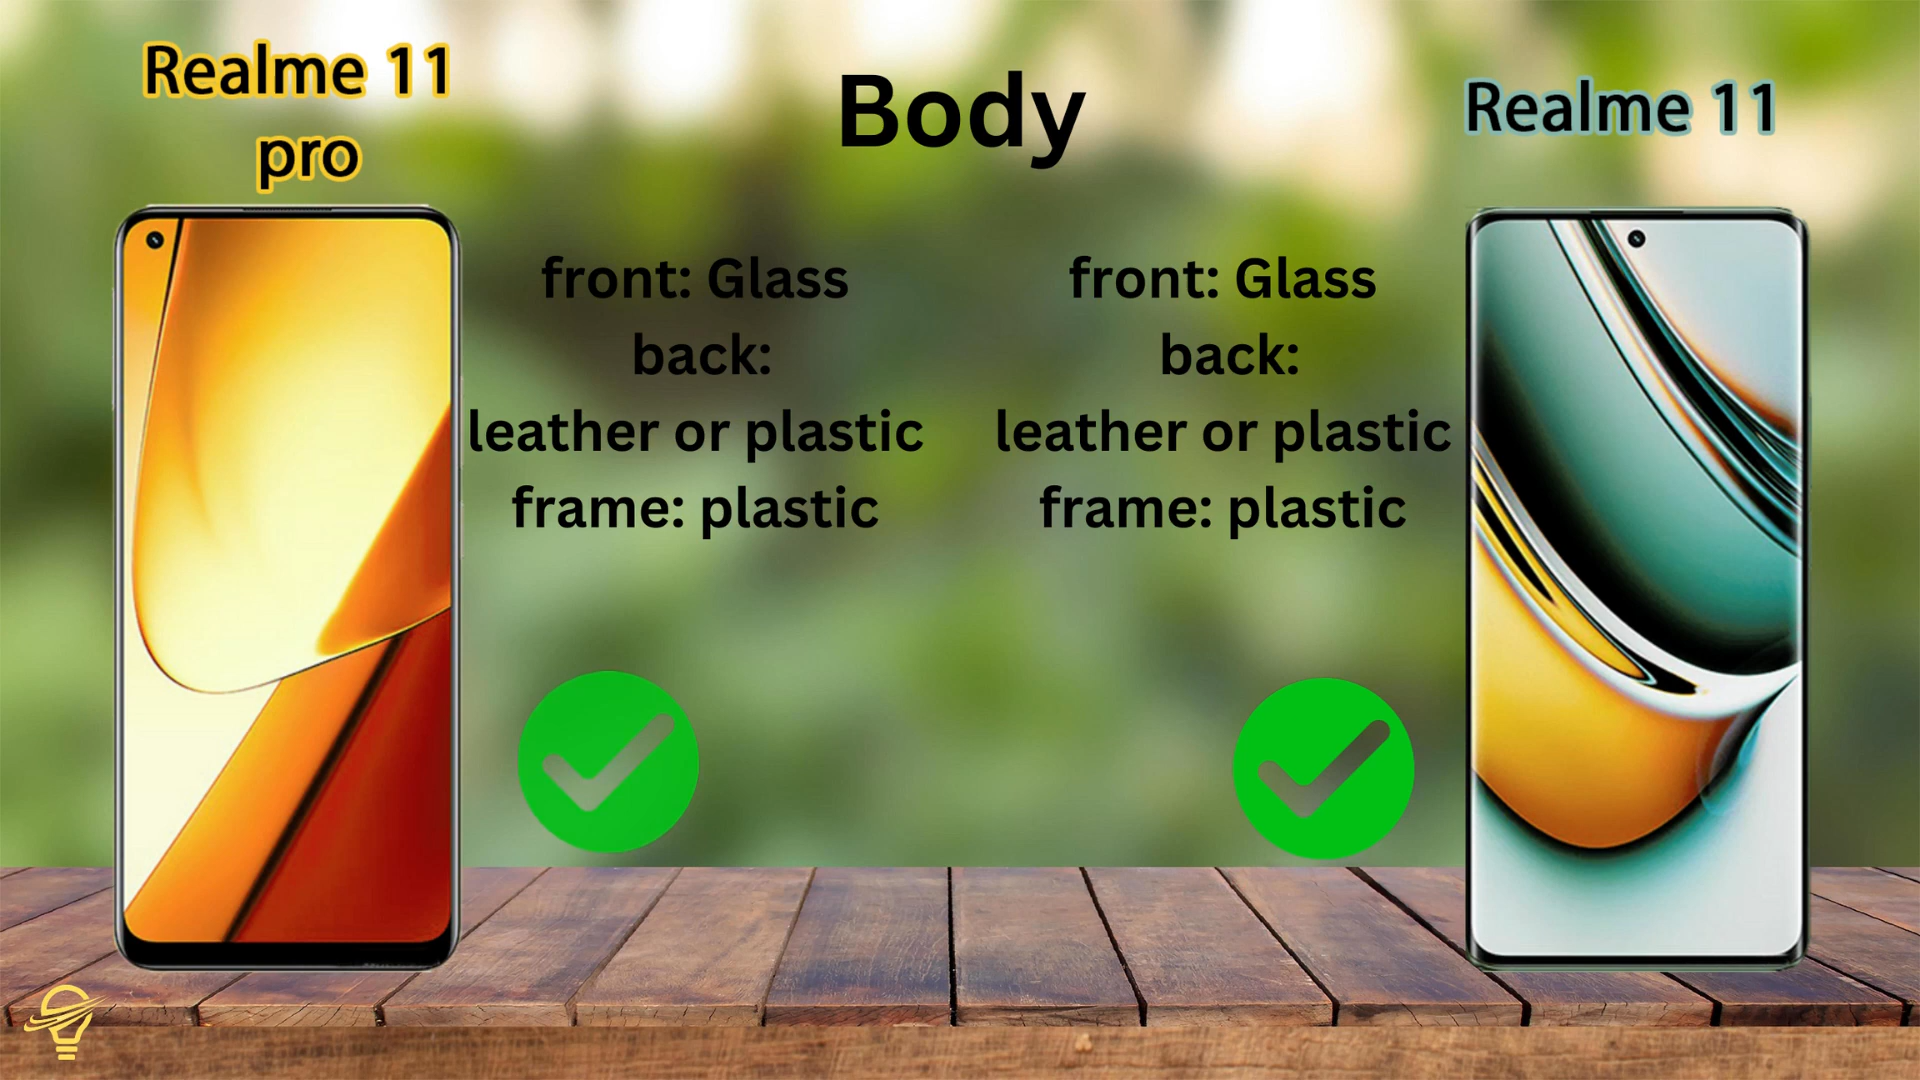 Realme 11
pro
Body
Realme 11
front: Glass
back:
leather or plastic
frame: plastic
front: Glass
back:
leather or plastic
frame: plastic